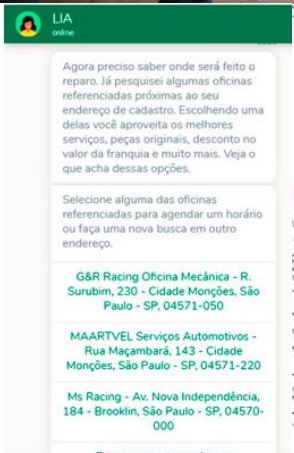 LIA
online
Agora preciso saber onde será feito o
reparo. Já pesquisei algumas oficinas
referenciadas próximas ao seu
endereço de cadastro. Escolhendo uma
delas você aproveita os melhores
serviços, peças originais, desconto no
valor da franquia e muito mais. Veja o
que acha dessas opções.
Selecione alguma das oficinas
referenciadas para agendar um horário
ou faça uma nova busca em outro
endereço.
G&R Racing Oficina Mecânica - R.
Surubim, 230 - Cidade Monções, São
Paulo - SP, 04571-050
MAARTVEL Serviços Automotivos -
Rua Maçambará, 143 - Cidade
Monções, São Paulo - SP, 04571-220
Ms Racing - Av. Nova Independência,
184 - Brooklin, São Paulo - SP, 04570-
000